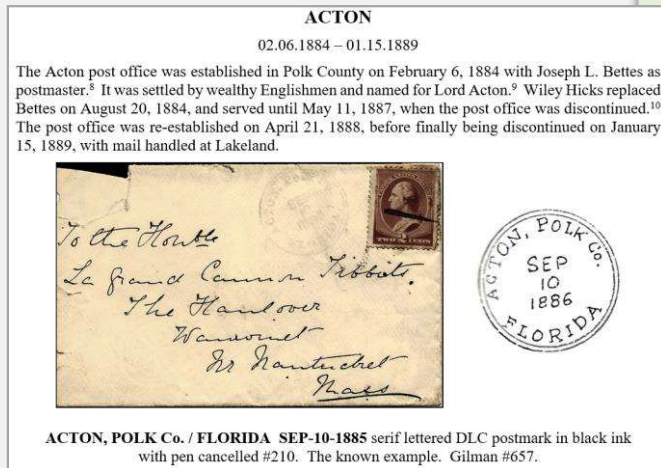 ACTON
02.06.1884 – 01.15.1889
The Acton post office was established in Polk County on February 6, 1884 with Joseph L. Bettes as
postmaster.⁸ It was settled by wealthy Englishmen and named for Lord Acton.⁹ Wiley Hicks replaced
Bettes on August 20, 1884, and served until May 11, 1887, when the post office was discontinued.¹⁰
The post office was re-established on April 21, 1888, before finally being discontinued on January
15, 1889, with mail handled at Lakeland.
To the Honble
La Grand Cannon Tibbits.
The
Nr Nantucket
Mass
TWO CENTS
ACTON, POLK Co.
SEP
10
1886
FLORIDA
ACTON, POLK Co. / FLORIDA SEP-10-1885 serif lettered DLC postmark in black ink
with pen cancelled #210. The known example. Gilman #657.